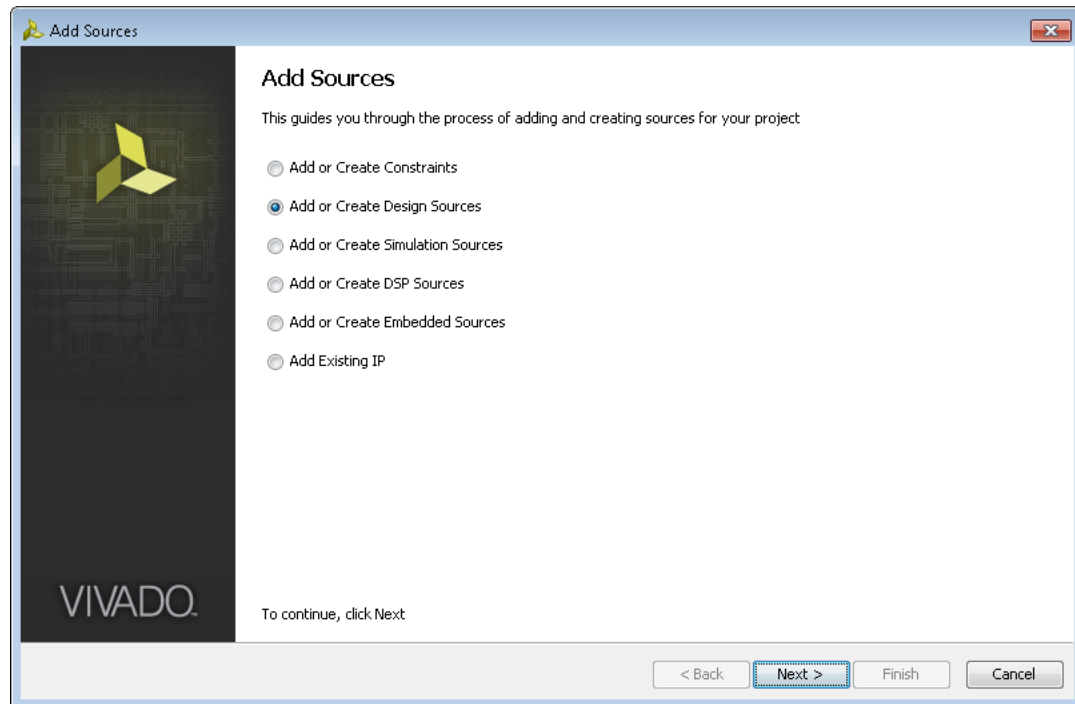 Add Sources
Add Sources
This guides you through the process of adding and creating sources for your project
Add or Create Constraints
Add or Create Design Sources
Add or Create Simulation Sources
Add or Create DSP Sources
Add or Create Embedded Sources
Add Existing IP
VIVADO™
To continue, click Next
< Back Next > Finish Cancel